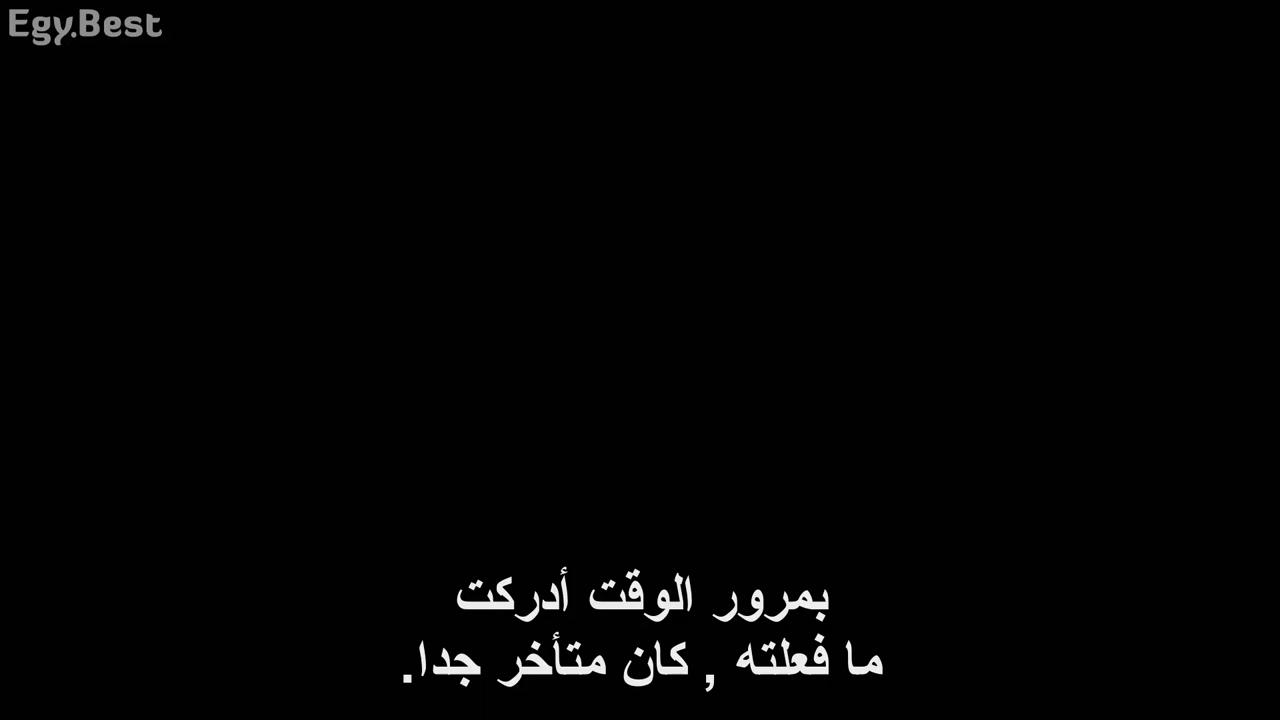 Egy.Best
بمرور الوقت أدركت
ما فعلته , كان متأخر جدا.